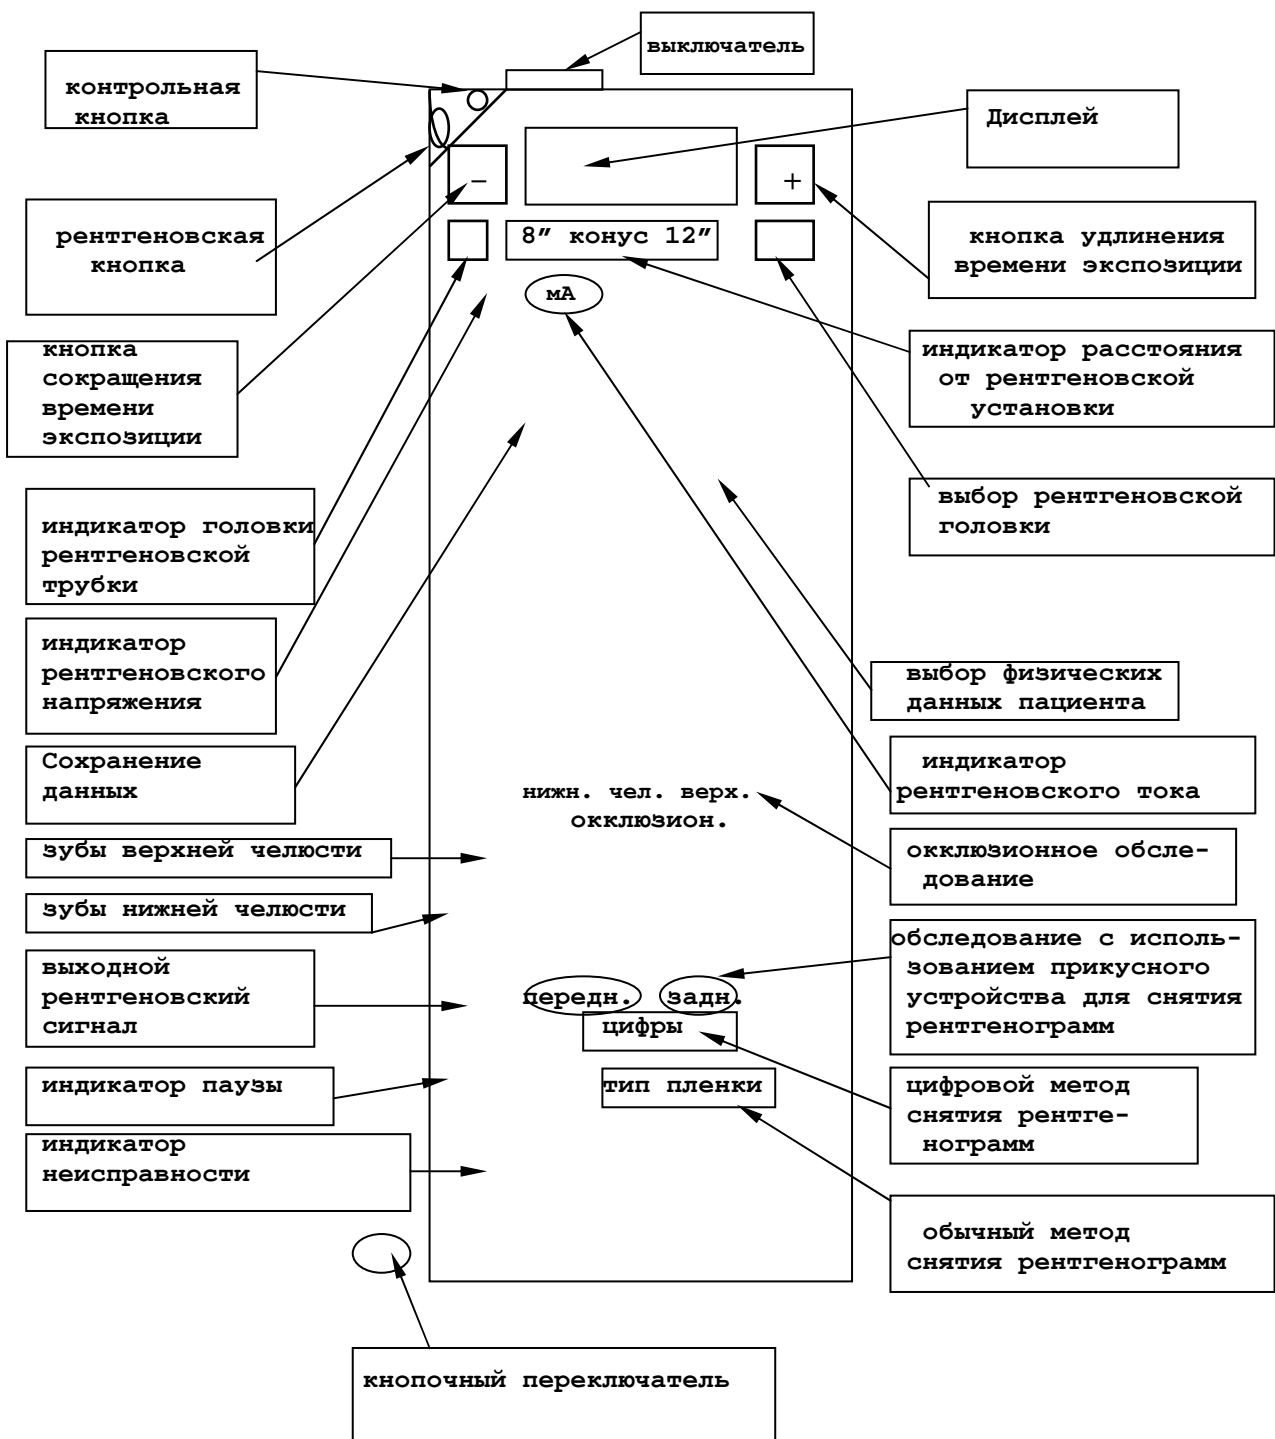 выключатель
контрольная
кнопка
Дисплей
–
+
рентгеновская
кнопка
8″ конус 12″
кнопка удлинения
времени экспозиции
мА
кнопка
сокращения
времени
экспозиции
индикатор расстояния
от рентгеновской
установки
индикатор головки
рентгеновской
трубки
выбор рентгеновской
головки
индикатор
рентгеновского
напряжения
выбор физических
данных пациента
Сохранение
данных
индикатор
рентгеновского тока
нижн. чел. верх.
окклюзион.
зубы верхней челюсти
окклюзионное обсле-
дование
зубы нижней челюсти
выходной
рентгеновский
сигнал
обследование с исполь-
зованием прикусного
устройства для снятия
рентгенограмм
передн. задн.
цифры
индикатор паузы
тип пленки
цифровой метод
снятия рентге-
нограмм
индикатор
неисправности
обычный метод
снятия рентгенограмм
кнопочный переключатель